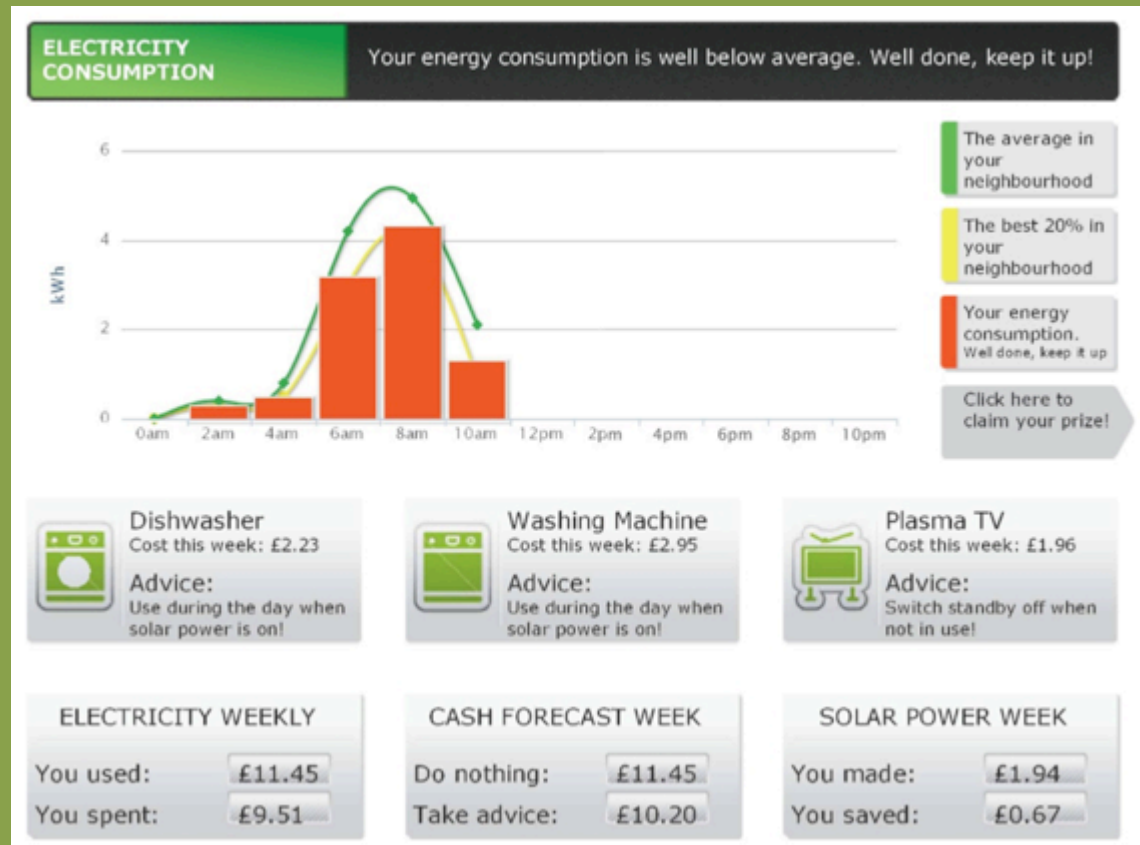 ELECTRICITY
CONSUMPTION
Your energy consumption is well below average. Well done, keep it up!
6
4
2
0
kWh
0am 2am 4am 6am 8am 10am 12pm 2pm 4pm 6pm 8pm 10pm
The average in
your
neighbourhood
The best 20% in
your
neighbourhood
Your energy
consumption.
Well done, keep it up
Click here to
claim your prize!
Dishwasher
Cost this week: £2.23
Advice:
Use during the day when
solar power is on!
Washing Machine
Cost this week: £2.95
Advice:
Use during the day when
solar power is on!
Plasma TV
Cost this week: £1.96
Advice:
Switch standby off when
not in use!
ELECTRICITY WEEKLY
You used: £11.45
You spent: £9.51
CASH FORECAST WEEK
Do nothing: £11.45
Take advice: £10.20
SOLAR POWER WEEK
You made: £1.94
You saved: £0.67